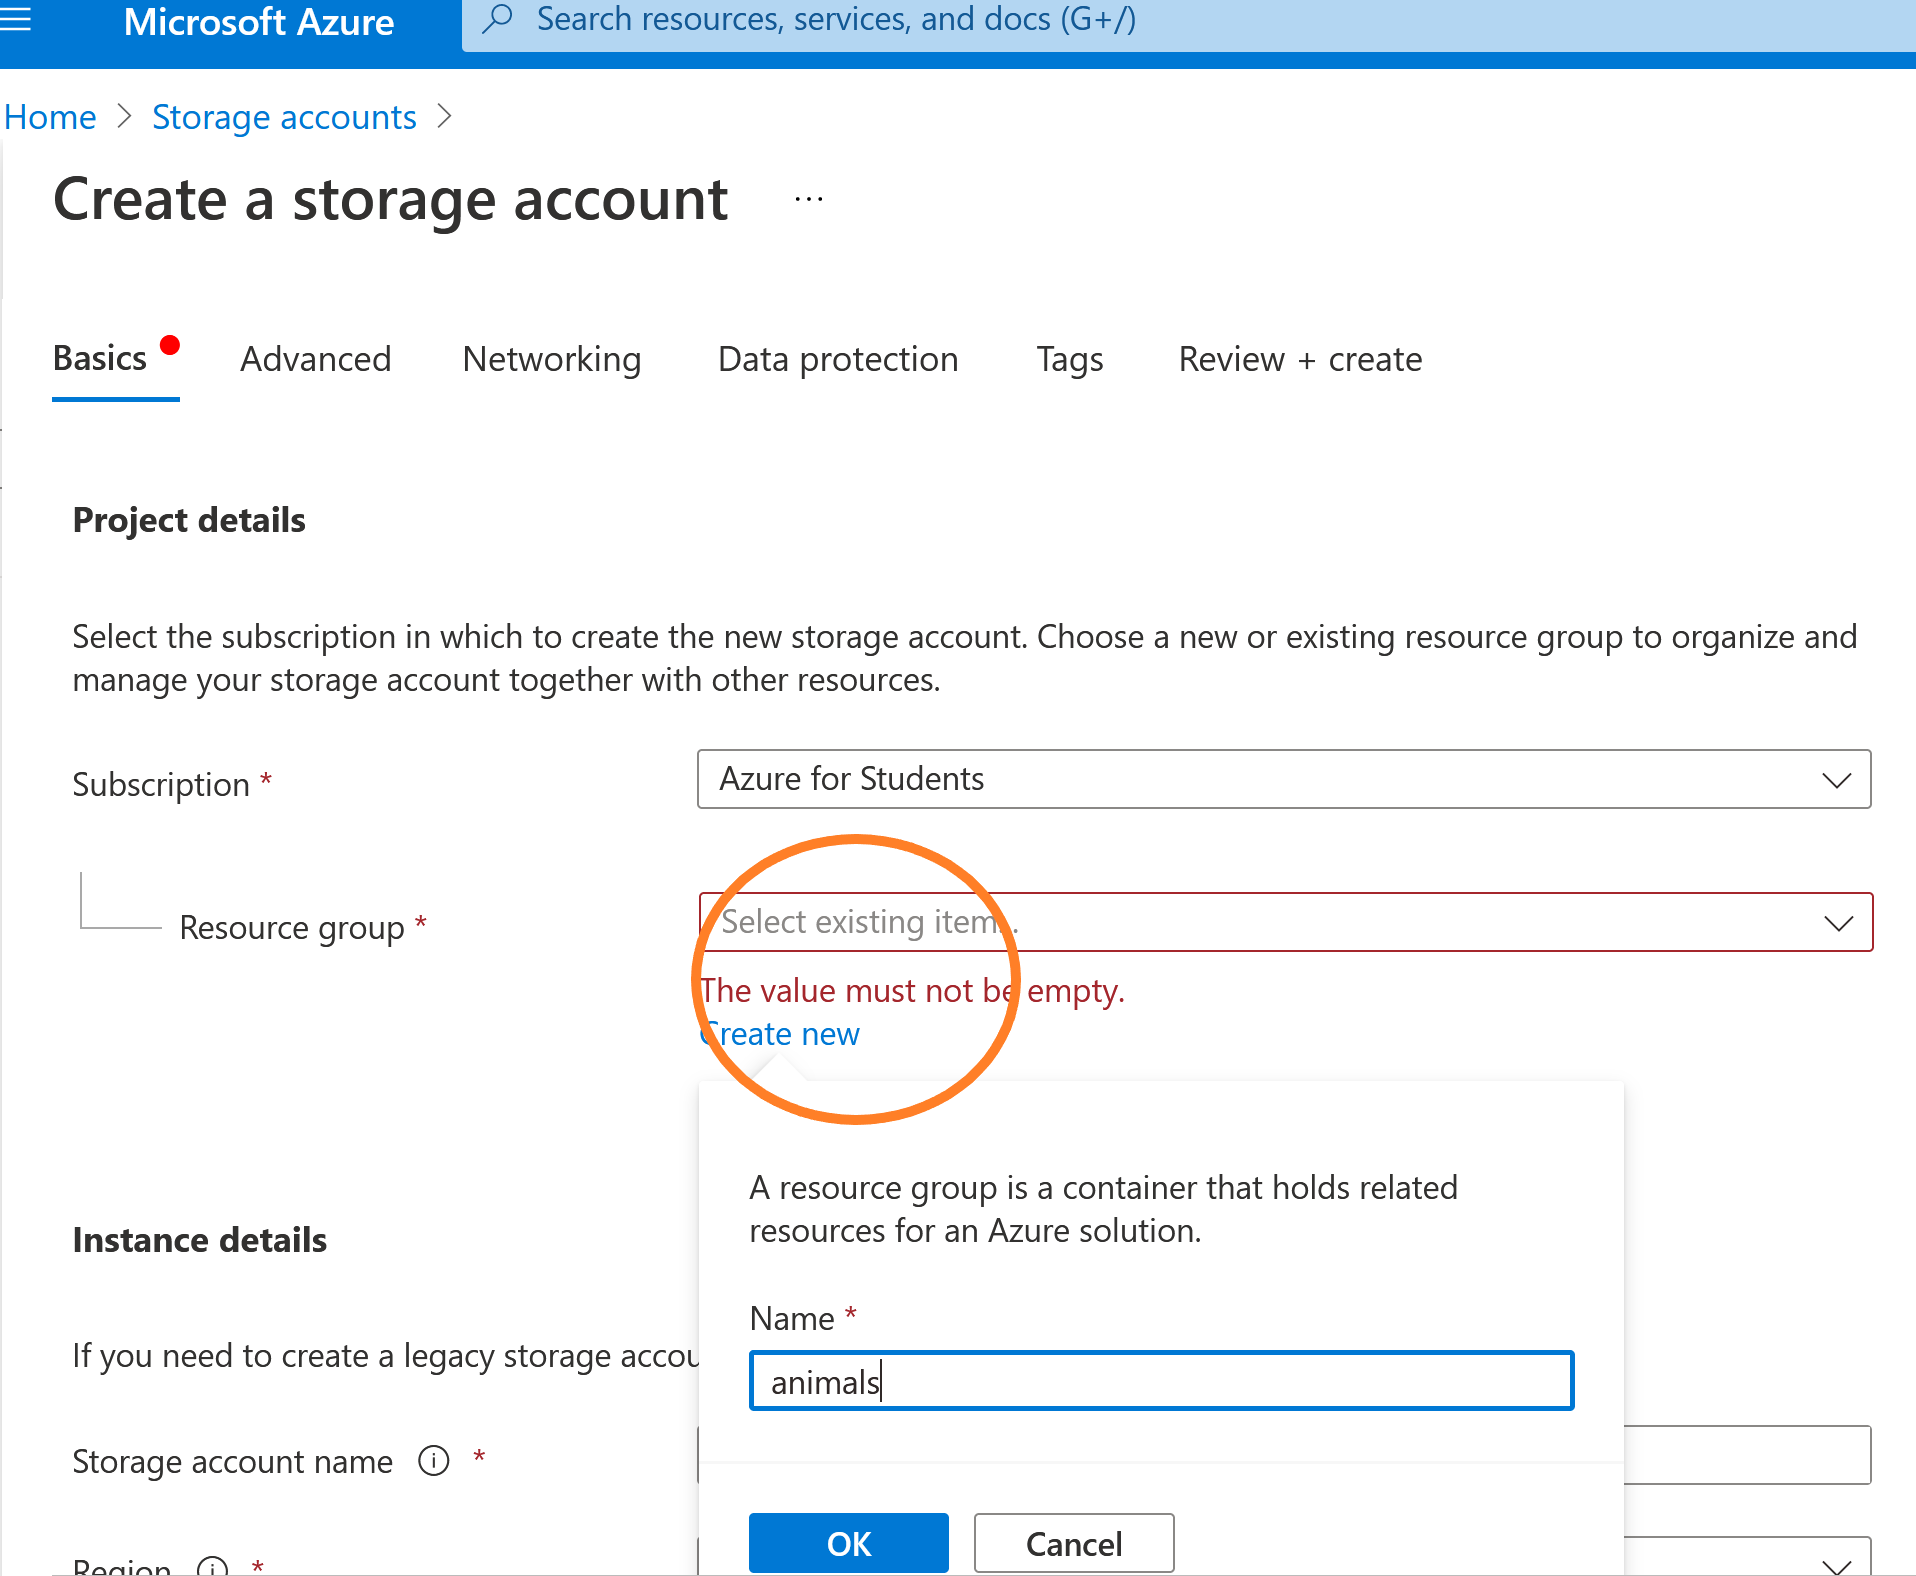 Microsoft Azure
Search resources, services, and docs (G+/)
Home > Storage accounts >
Create a storage account ...
Basics Advanced Networking Data protection Tags Review + create
Project details
Select the subscription in which to create the new storage account. Choose a new or existing resource group to organize and
manage your storage account together with other resources.
Subscription *
Azure for Students
Resource group *
Select existing item...
The value must not be empty.
Create new
A resource group is a container that holds related
resources for an Azure solution.
Name *
animals
OK Cancel
Instance details
If you need to create a legacy storage accou
Storage account name *
Region *